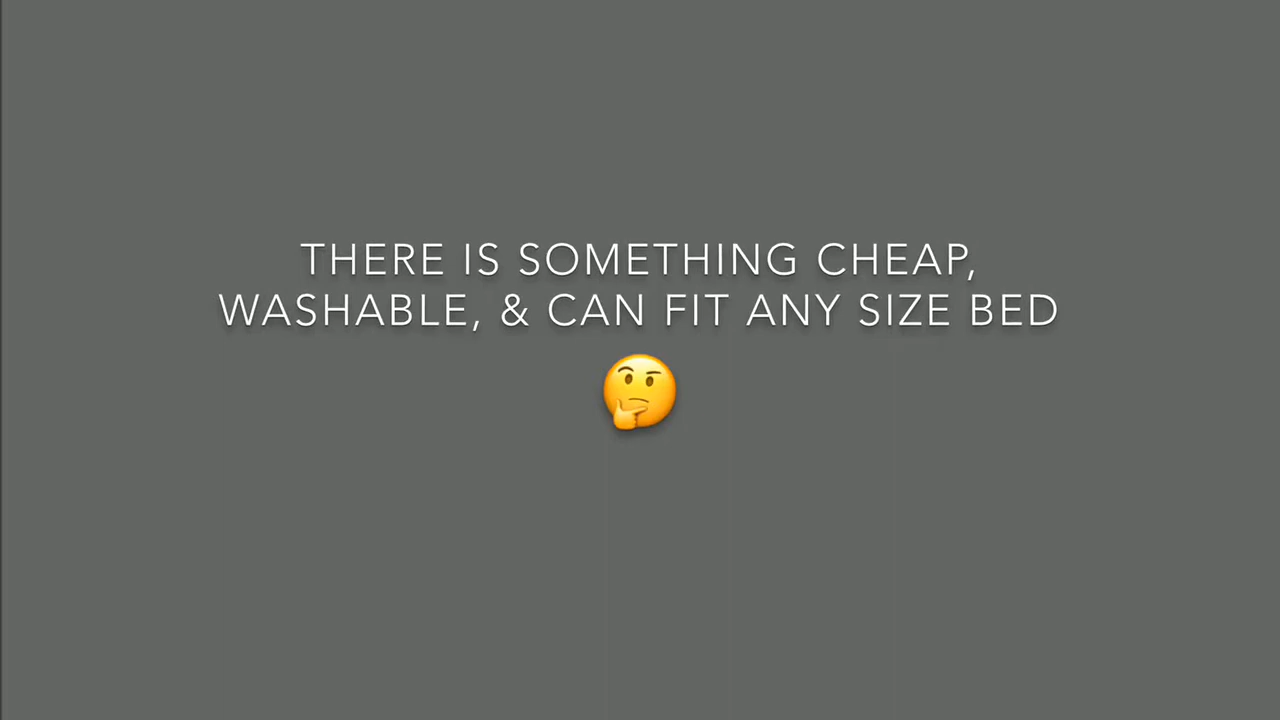 THERE IS SOMETHING CHEAP,
WASHABLE, & CAN FIT ANY SIZE BED